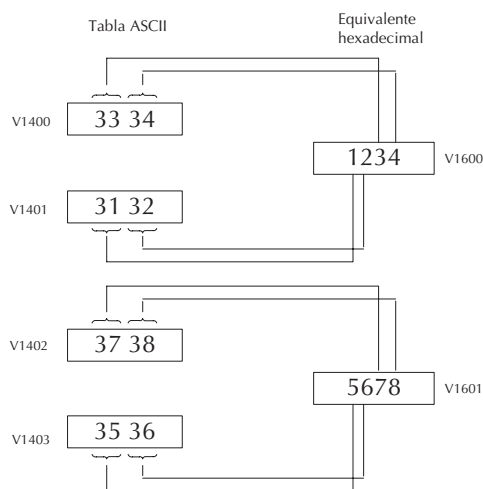 Tabla ASCII
Equivalente
hexadecimal
V1400
33 34
1234
V1600
V1401
31 32
V1402
37 38
5678
V1601
V1403
35 36